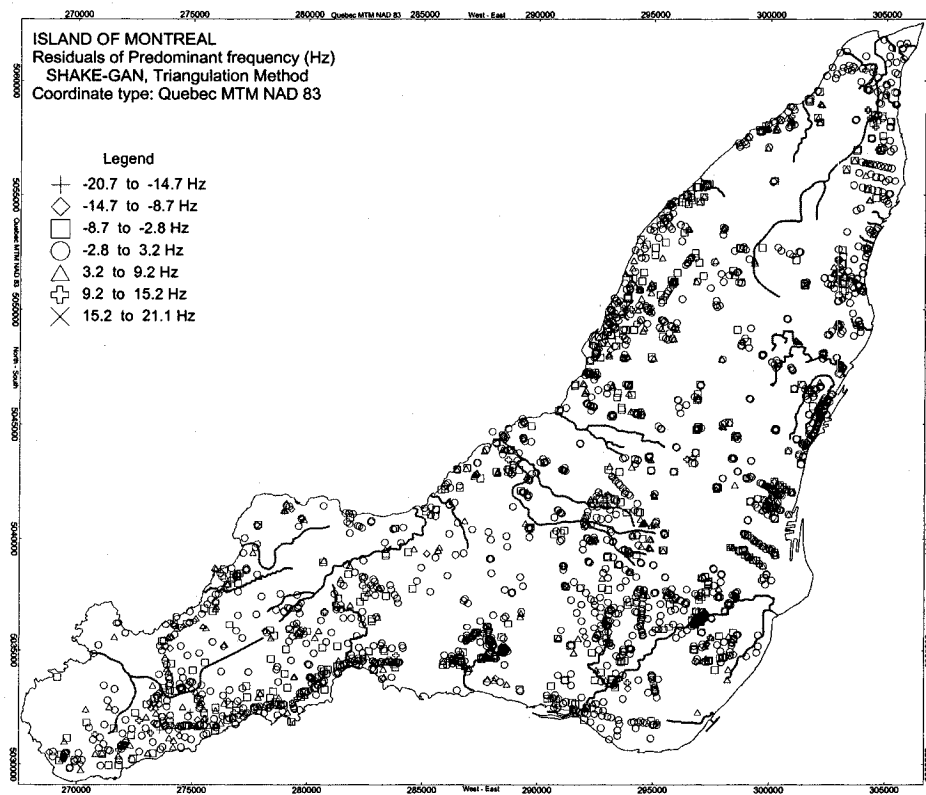 270000 275000 280000 Quebec MTM NAD 83 285000 West - East 290000 295000 300000 305000
ISLAND OF MONTREAL
Residuals of Predominant frequency (Hz)
SHAKE-GAN, Triangulation Method
Coordinate type: Quebec MTM NAD 83
Legend
-20.7 to -14.7 Hz
-14.7 to -8.7 Hz
-8.7 to -2.8 Hz
-2.8 to 3.2 Hz
3.2 to 9.2 Hz
9.2 to 15.2 Hz
15.2 to 21.1 Hz
5030000 5035000 5040000 5045000 North - South 5050000 Quebec MTM NAD 83 5055000 5060000
270000 275000 280000 285000 West - East 290000 295000 300000 305000